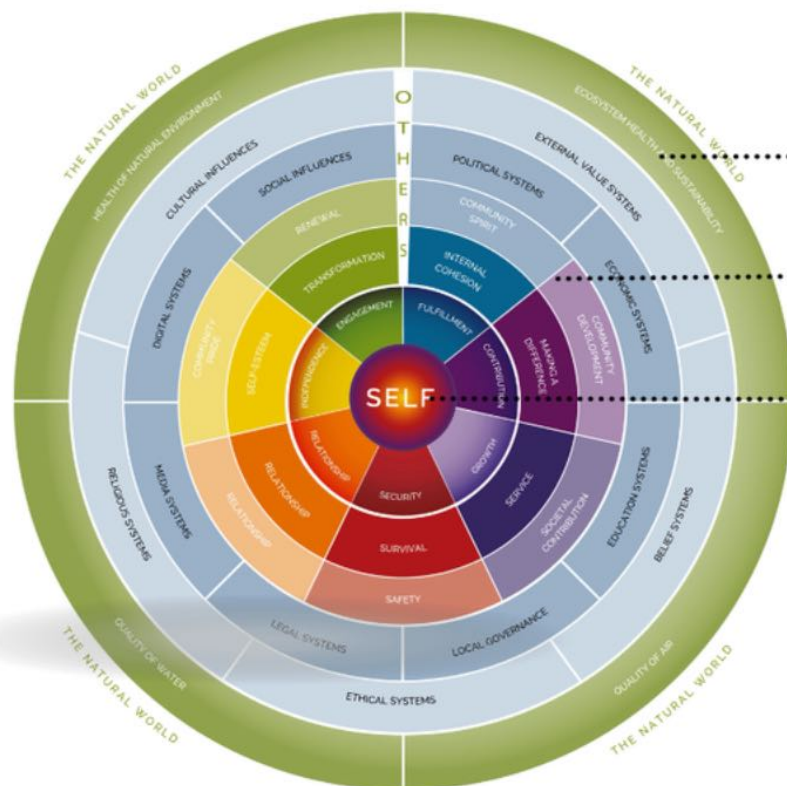 THE NATURAL WORLD
THE NATURAL WORLD
HEALTH OF NATURAL ENVIRONMENT
ECOSYSTEM HEALTH AND SUSTAINABILITY
CULTURAL INFLUENCES
OTHERS
EXTERNAL VALUE SYSTEMS
SOCIAL INFLUENCES
POLITICAL SYSTEMS
RENEWAL
COMMUNITY
SPIRIT
TRANSFORMATION
INTERNAL
COHESION
DIGITAL SYSTEMS
ECONOMIC SYSTEMS
ENGAGEMENT
FULFILLMENT
COMMUNITY PRIDE
SELF-ESTEEM
INDEPENDENCE
CONTRIBUTION
MAKING A
DIFFERENCE
COMMUNITY
DEVELOPMENT
SELF
RELATIONSHIP
GROWTH
RELATIONSHIP
SECURITY
SERVICE
RELATIONSHIP
SOCIETAL
CONTRIBUTION
MEDIA SYSTEMS
EDUCATION SYSTEMS
RELIGIOUS SYSTEMS
BELIEF SYSTEMS
SURVIVAL
SAFETY
LEGAL SYSTEMS
LOCAL GOVERNANCE
QUALITY OF WATER
QUALITY OF AIR
ETHICAL SYSTEMS
THE NATURAL WORLD
THE NATURAL WORLD